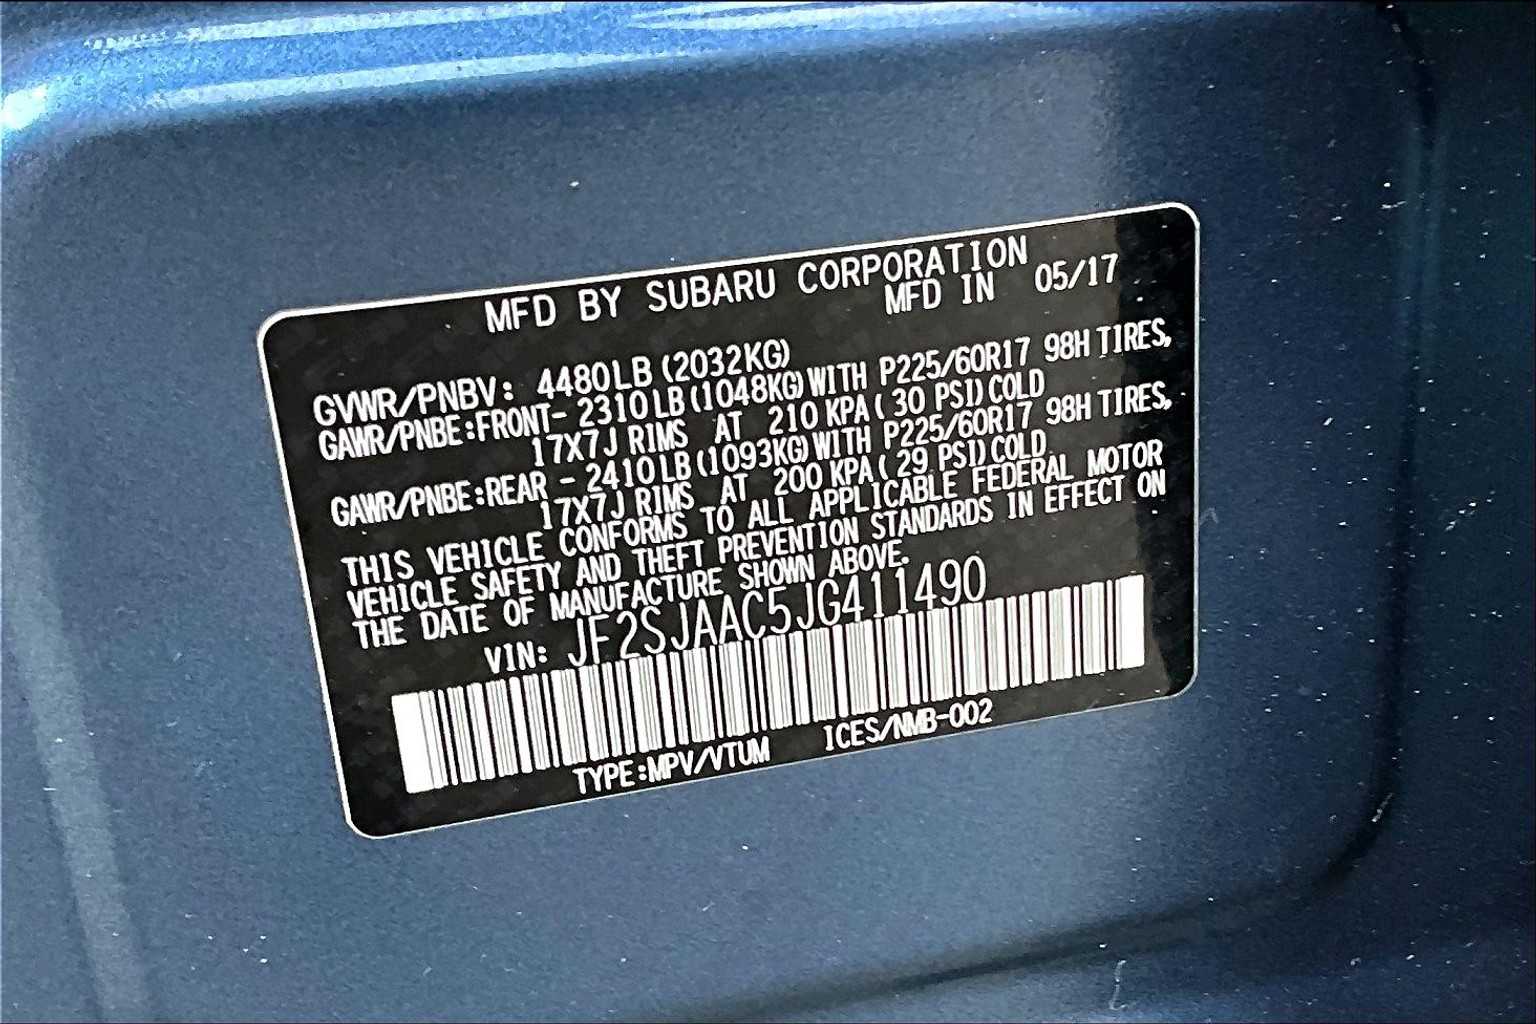 MFD BY SUBARU CORPORATION
MFD IN 05/17
GVWR/PNBV: 4480LB (2032KG)
GAWR/PNBE:FRONT- 2310LB (1048KG) WITH P225/60R17 98H TIRES,
17X7J RIMS AT 210 KPA ( 30 PSI) COLD
GAWR/PNBE:REAR - 2410LB (1093KG) WITH P225/60R17 98H TIRES,
17X7J RIMS AT 200 KPA ( 29 PSI) COLD.
THIS VEHICLE CONFORMS TO ALL APPLICABLE FEDERAL MOTOR
VEHICLE SAFETY AND THEFT PREVENTION STANDARDS IN EFFECT ON
THE DATE OF MANUFACTURE SHOWN ABOVE.
VIN: JF2SJAAC5JG411490
TYPE:MPV/VTUM ICES/NMB-002